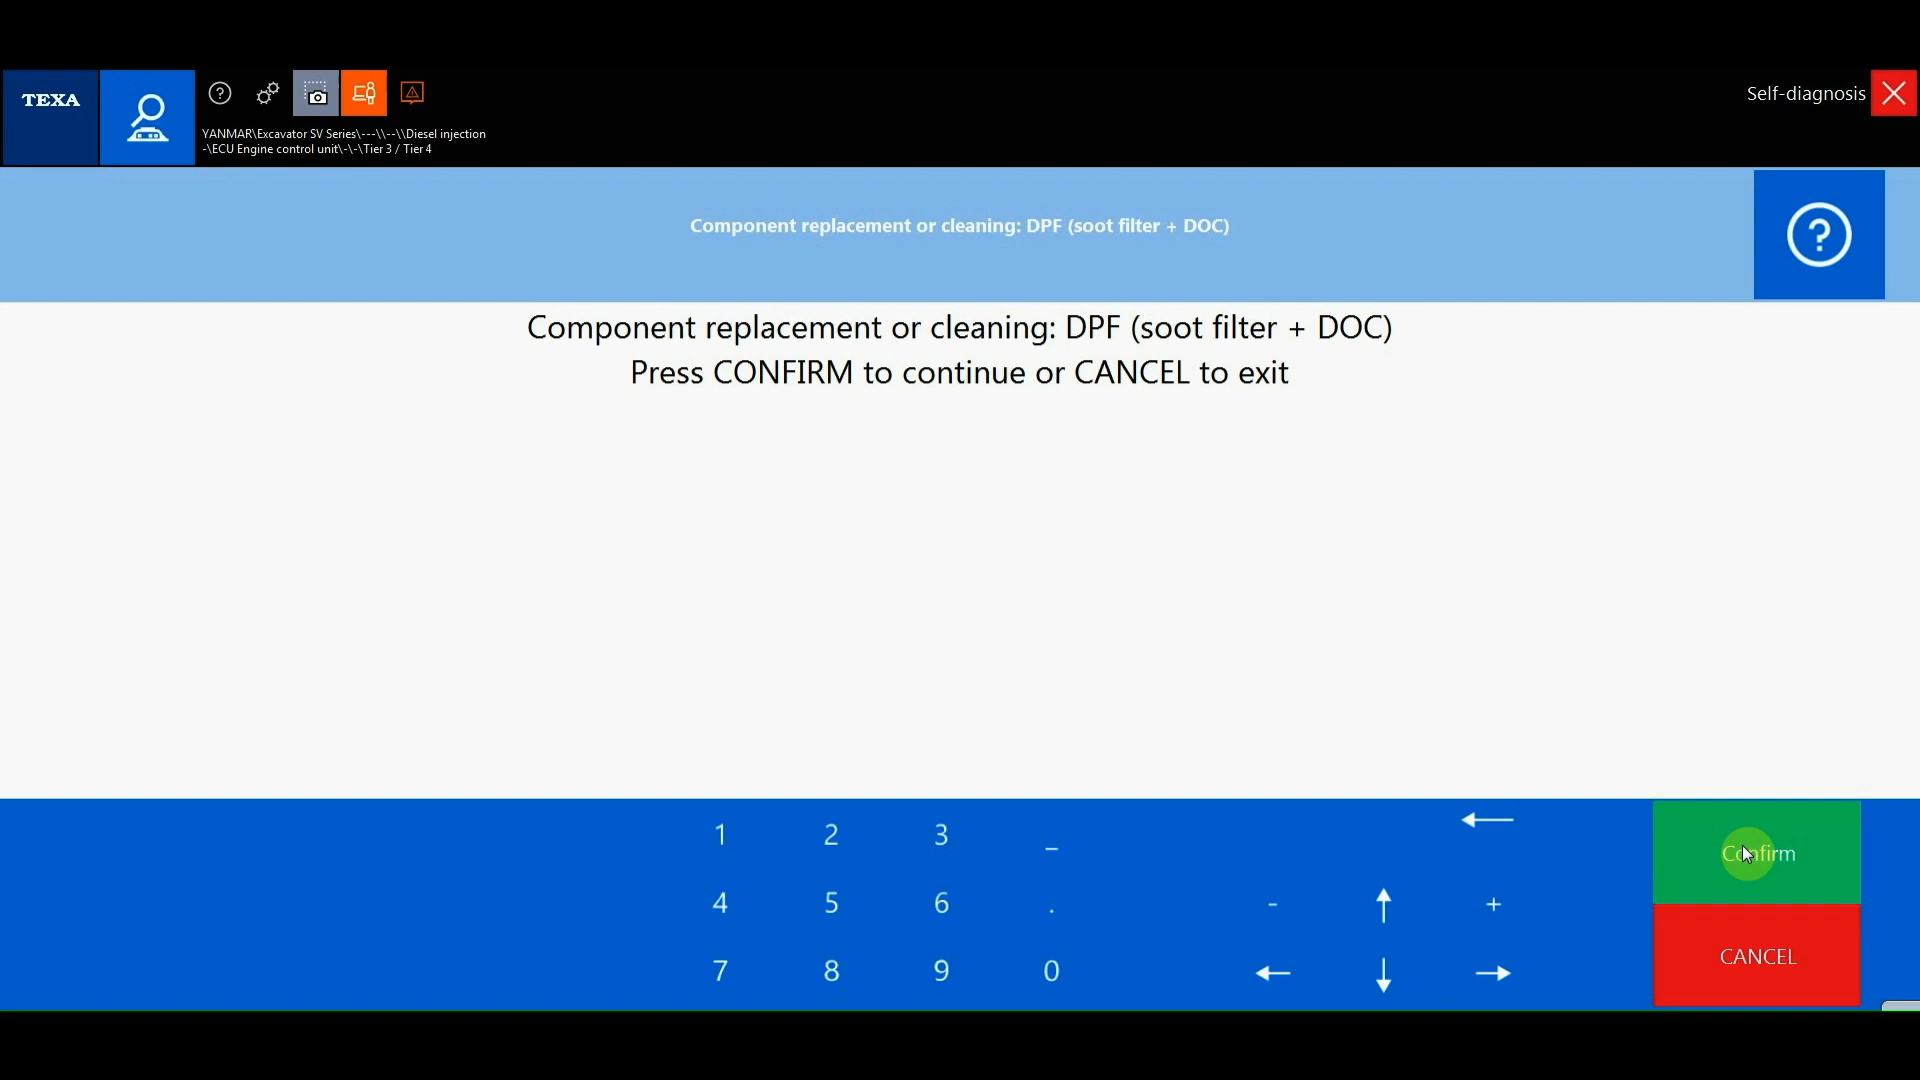 TEXA
Self-diagnosis
YANMAR\Excavator SV Series\---\\--\\Diesel injection
-\ECU Engine control unit\-\-\Tier 3 / Tier 4
Component replacement or cleaning: DPF (soot filter + DOC)
Component replacement or cleaning: DPF (soot filter + DOC)
Press CONFIRM to continue or CANCEL to exit
1 2 3 _
Confirm
4 5 6 . - +
7 8 9 0
CANCEL